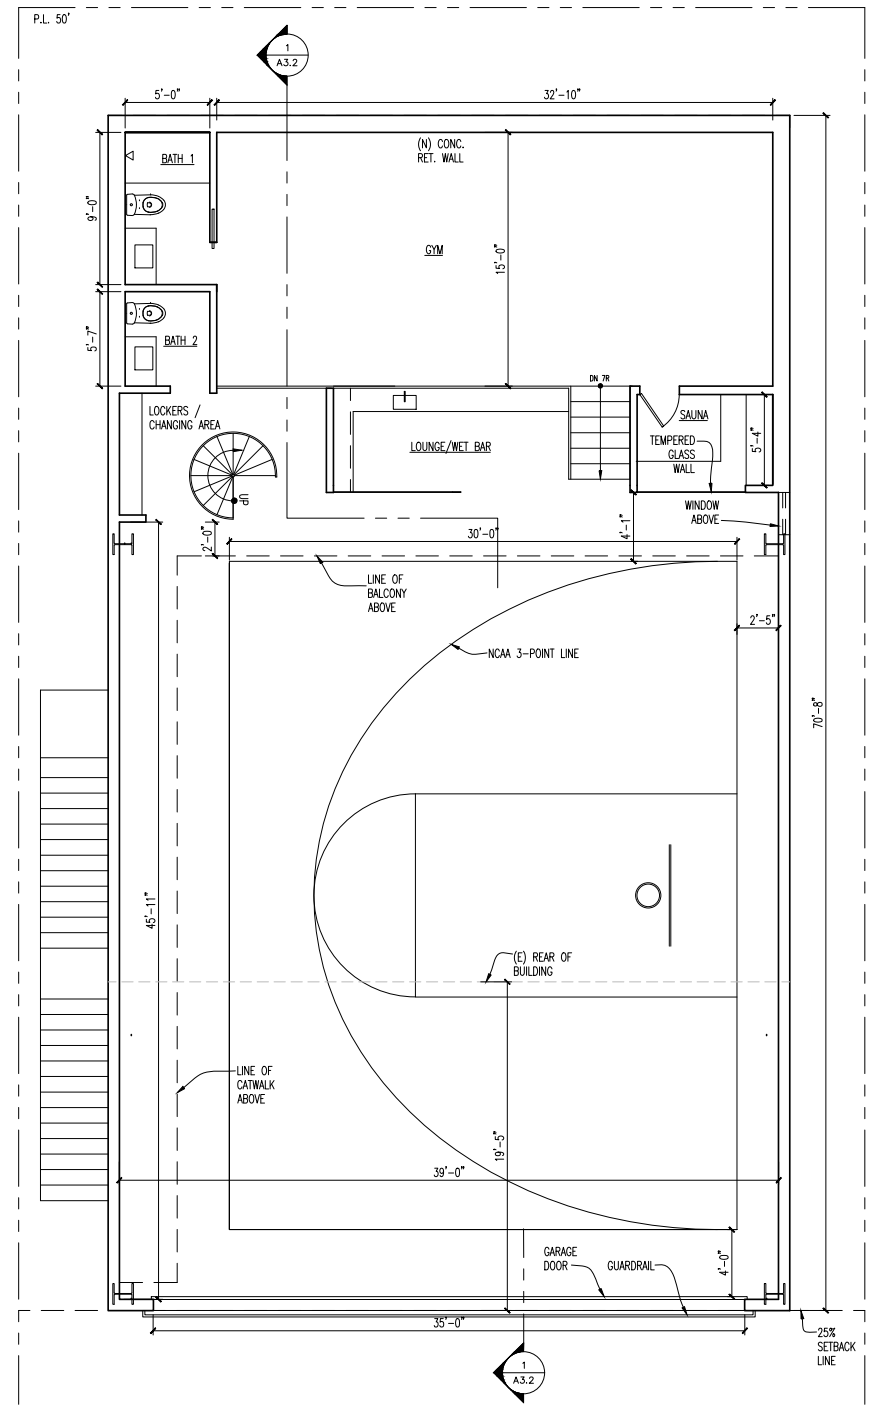 P.L. 50'
1
A3.2
5'-0"
32'-10"
(N) CONC.
RET. WALL
BATH 1
9'-0"
GYM
15'-0"
5'-7"
BATH 2
DN 7R
LOCKERS /
CHANGING AREA
SAUNA
LOUNGE/WET BAR
TEMPERED
GLASS
WALL
5'-4"
UP
WINDOW
ABOVE
2'-0"
30'-0"
4'-1"
LINE OF
BALCONY
ABOVE
2'-5"
NCAA 3-POINT LINE
70'-8"
45'-11"
(E) REAR OF
BUILDING
LINE OF
CATWALK
ABOVE
19'-5"
39'-0"
4'-0"
GARAGE
DOOR
GUARDRAIL
35'-0"
25%
SETBACK
LINE
1
A3.2